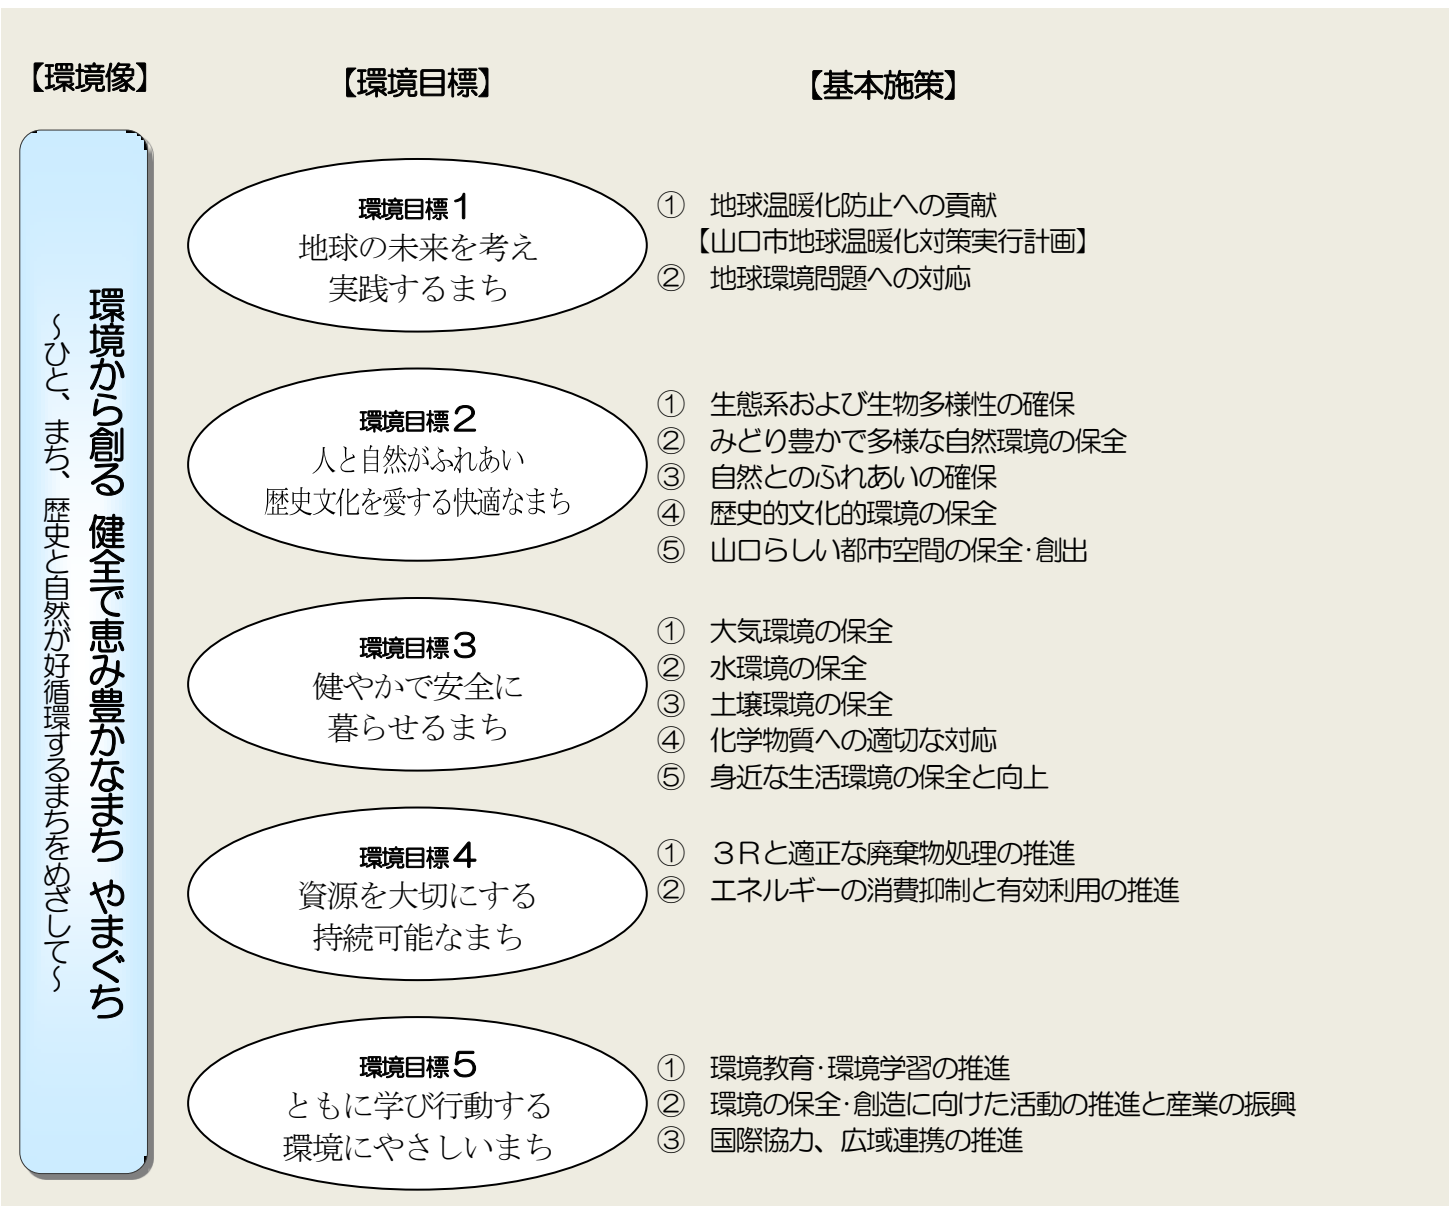 【環境像】
【環境目標】
【基本施策】
環境から創る 健全で恵み豊かなまち やまぐち
～ひと、まち、歴史と自然が好循環するまちをめざして～
環境目標１
地球の未来を考え
実践するまち
① 地球温暖化防止への貢献
【山口市地球温暖化対策実行計画】
② 地球環境問題への対応
環境目標２
人と自然がふれあい
歴史文化を愛する快適なまち
① 生態系および生物多様性の確保
② みどり豊かで多様な自然環境の保全
③ 自然とのふれあいの確保
④ 歴史的文化的環境の保全
⑤ 山口らしい都市空間の保全・創出
環境目標３
健やかで安全に
暮らせるまち
① 大気環境の保全
② 水環境の保全
③ 土壌環境の保全
④ 化学物質への適切な対応
⑤ 身近な生活環境の保全と向上
環境目標４
資源を大切にする
持続可能なまち
① ３Ｒと適正な廃棄物処理の推進
② エネルギーの消費抑制と有効利用の推進
環境目標５
ともに学び行動する
環境にやさしいまち
① 環境教育・環境学習の推進
② 環境の保全・創造に向けた活動の推進と産業の振興
③ 国際協力、広域連携の推進